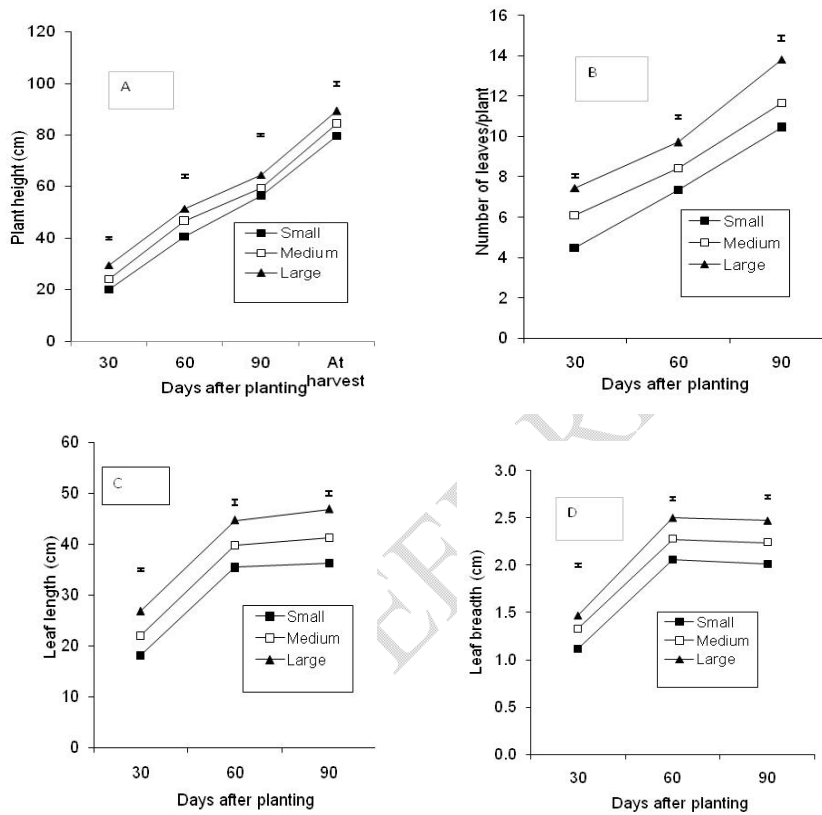 A
Plant height (cm)
120
100
80
60
40
20
0
Small
Medium
Large
30 60 90 At harvest
Days after planting
B
Number of leaves/plant
16
14
12
10
8
6
4
2
0
Small
Medium
Large
30 60 90
Days after planting
C
Leaf length (cm)
60
50
40
30
20
10
0
Small
Medium
Large
30 60 90
Days after planting
D
Leaf breadth (cm)
3.0
2.5
2.0
1.5
1.0
0.5
0.0
Small
Medium
Large
30 60 90
Days after planting